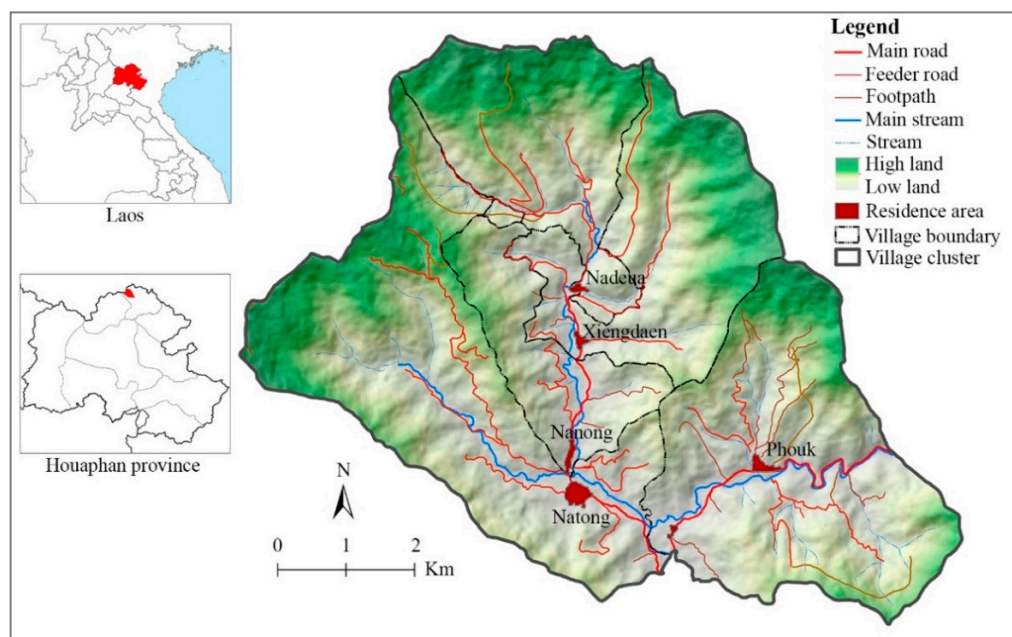 Laos
Houaphan province
Nadeua
Xiengdaen
Nanong
Natong
Phouk
N
0 1 2
Km
Legend
Main road
Feeder road
Footpath
Main stream
Stream
High land
Low land
Residence area
Village boundary
Village cluster